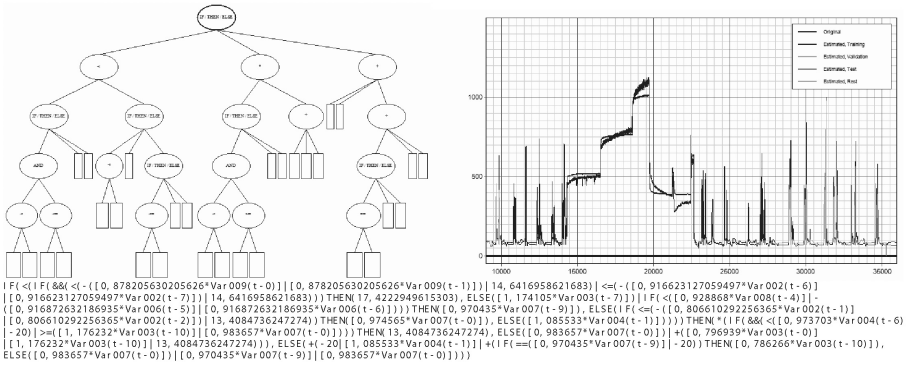 IF-THEN-ELSE
IF-THEN-ELSE
IF-THEN-ELSE
IF-THEN-ELSE
AND
IF-THEN-ELSE
AND
IF-THEN-ELSE
Original
Estimated, Training
Estimated, Validation
Estimated, Test
Estimated, Rest
1000
500
0
10000
15000
20000
25000
30000
36000
IF(<(IF(&&(<(-([0, 878205630205626*Var009(t-0)]|[0, 878205630205626*Var009(t-1)])|14, 6416958621683)|<=(-([0, 916623127059497*Var002(t-6)]
|[0, 916623127059497*Var002(t-7)])|14, 6416958621683)))THEN(17, 4222949615303), ELSE([1, 174105*Var003(t-7)])|IF(<([0, 928868*Var008(t-4)]|-
([0, 916872632186935*Var006(t-5)]|[0, 916872632186935*Var006(t-6)])))THEN([0, 970435*Var007(t-9)]), ELSE(IF(<=(-([0, 806610292256365*Var002(t-1)]
|[0, 806610292256365*Var002(t-2)])|13, 4084736247274))THEN([0, 974565*Var007(t-0)]), ELSE([1, 085533*Var004(t-1)]))))THEN(*(IF(&&(<([0, 973703*Var004(t-6)]
|-20)|>=([1, 176232*Var003(t-10)]|[0, 983657*Var007(t-0)])))THEN(13, 4084736247274), ELSE([0, 983657*Var007(t-0)])|+([0, 796939*Var003(t-0)]
|[1, 176232*Var003(t-10)]|13, 4084736247274))), ELSE(+(-20|[1, 085533*Var004(t-1)]|+(IF(==([0, 970435*Var007(t-9)]|-20))THEN([0, 786266*Var003(t-10)]),
ELSE([0, 983657*Var007(t-0)])|[0, 970435*Var007(t-9)]|[0, 983657*Var007(t-0)])))